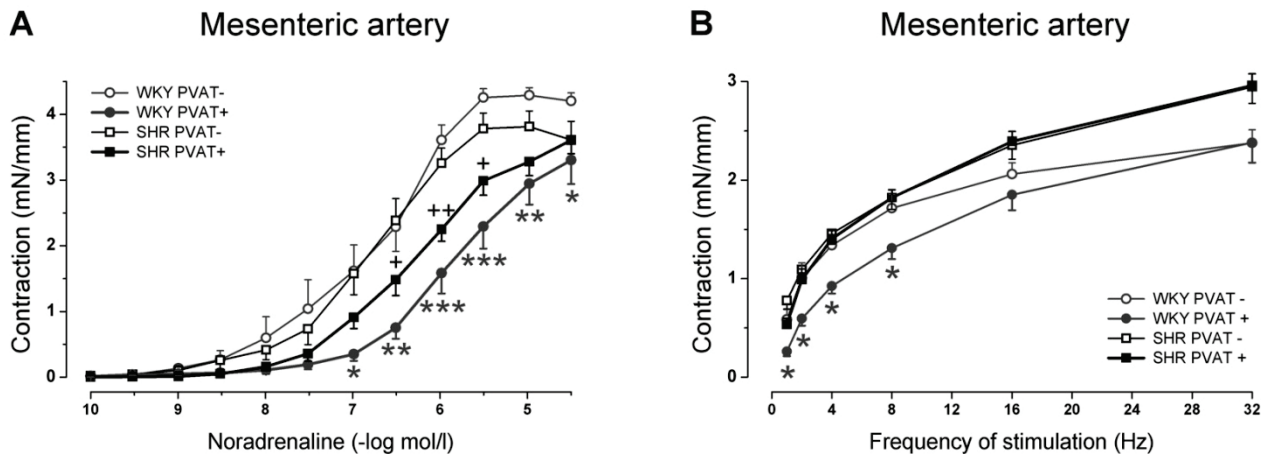 A
Mesenteric artery
WKY PVAT-
WKY PVAT+
SHR PVAT-
SHR PVAT+
Contraction (mN/mm)
4
3
2
1
0
+
++
+
*
**
***
***
**
*
10
9
8
7
6
5
Noradrenaline (-log mol/l)
B
Mesenteric artery
Contraction (mN/mm)
3
2
1
0
*
*
*
*
WKY PVAT -
WKY PVAT +
SHR PVAT -
SHR PVAT +
0
4
8
12
16
20
24
28
32
Frequency of stimulation (Hz)